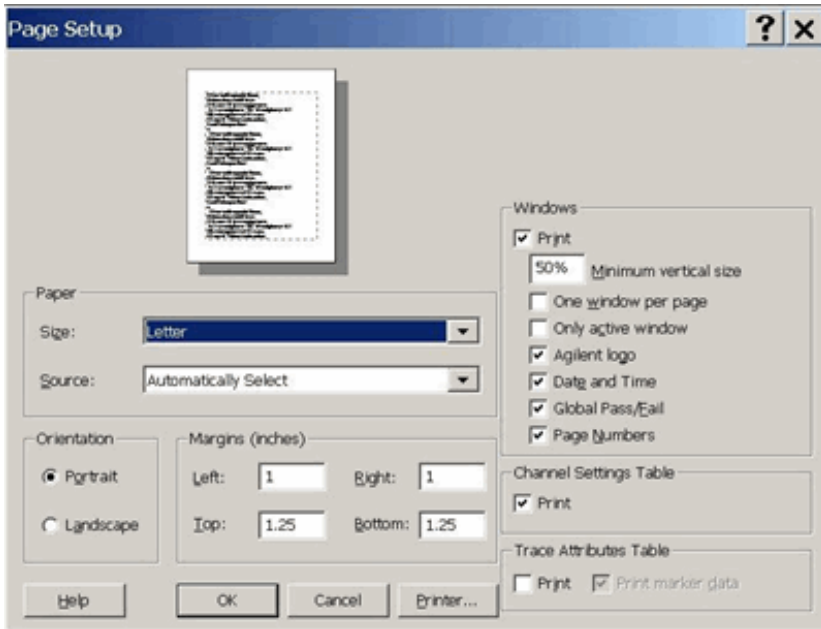 Page Setup
Paper
Size: Letter
Source: Automatically Select
Orientation
Portrait
Landscape
Margins (inches)
Left: 1 Right: 1
Top: 1.25 Bottom: 1.25
Help OK Cancel Printer...
Windows
Print
50% Minimum vertical size
One window per page
Only active window
Agilent logo
Date and Time
Global Pass/Fail
Page Numbers
Channel Settings Table
Print
Trace Attributes Table
Print Print marker data